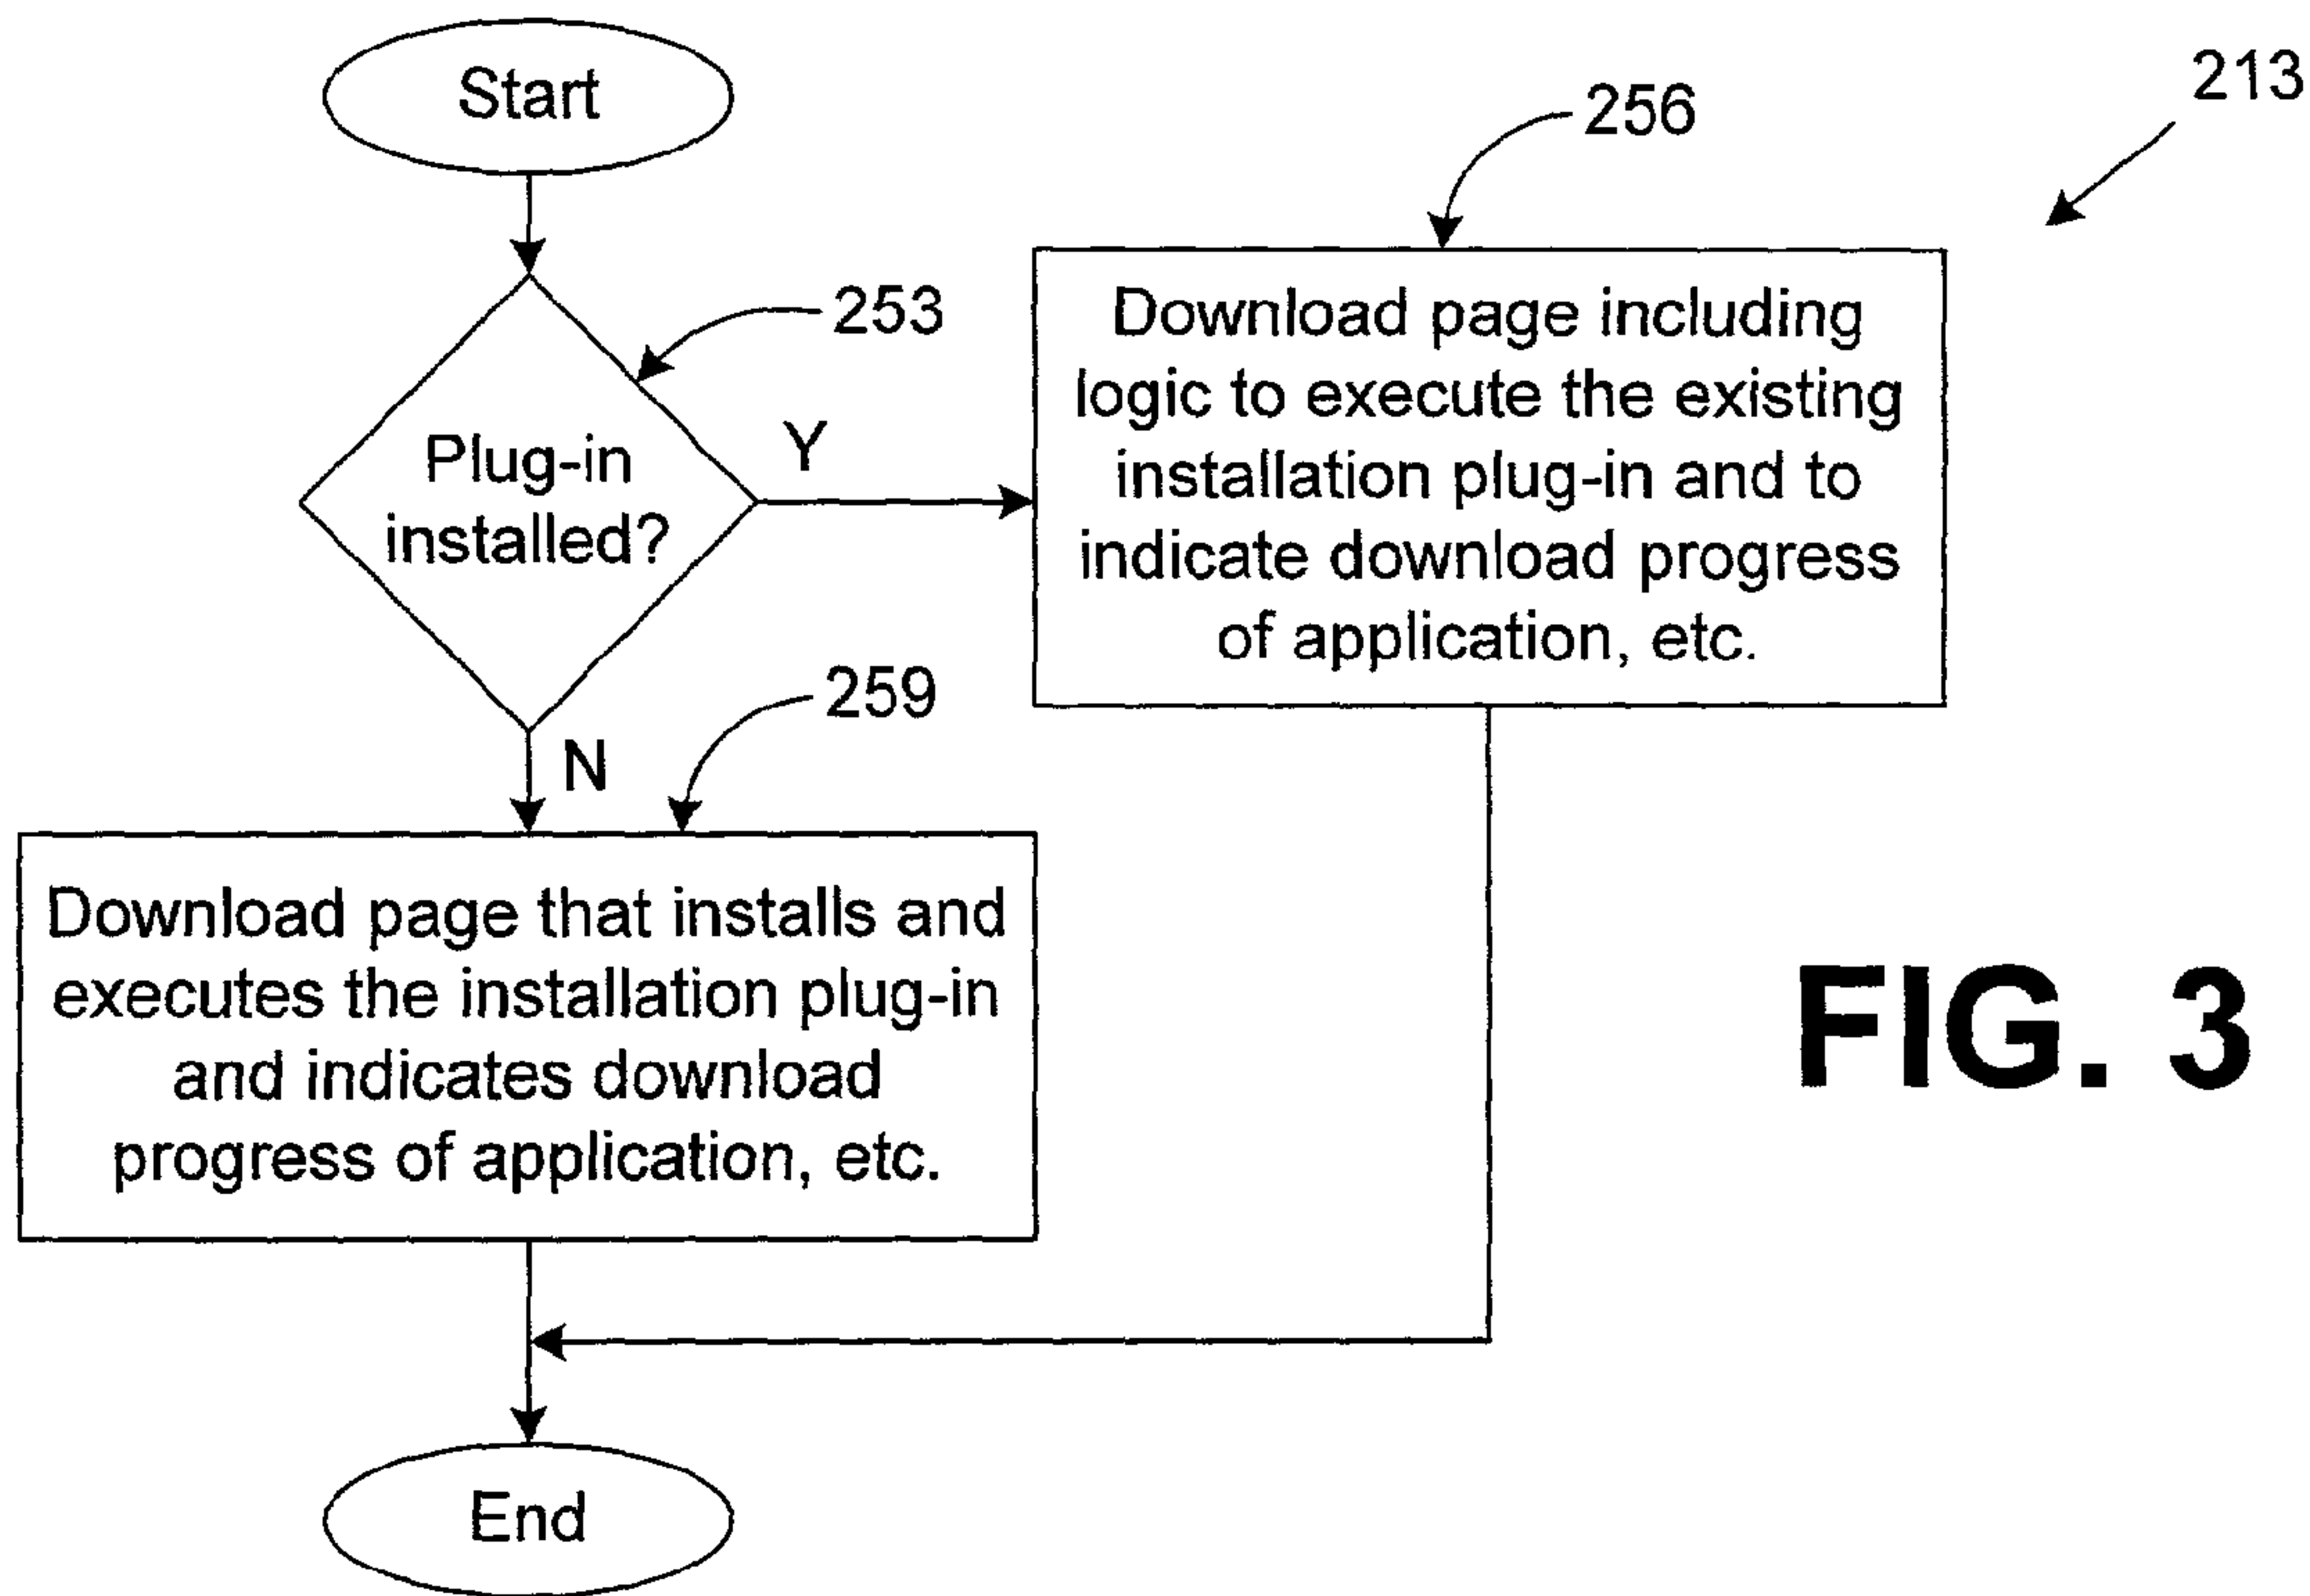 Start
213
256
253
Plug-in
installed?
Y
Download page including
logic to execute the existing
installation plug-in and to
indicate download progress
of application, etc.
259
N
Download page that installs and
executes the installation plug-in
and indicates download
progress of application, etc.
FIG. 3
End